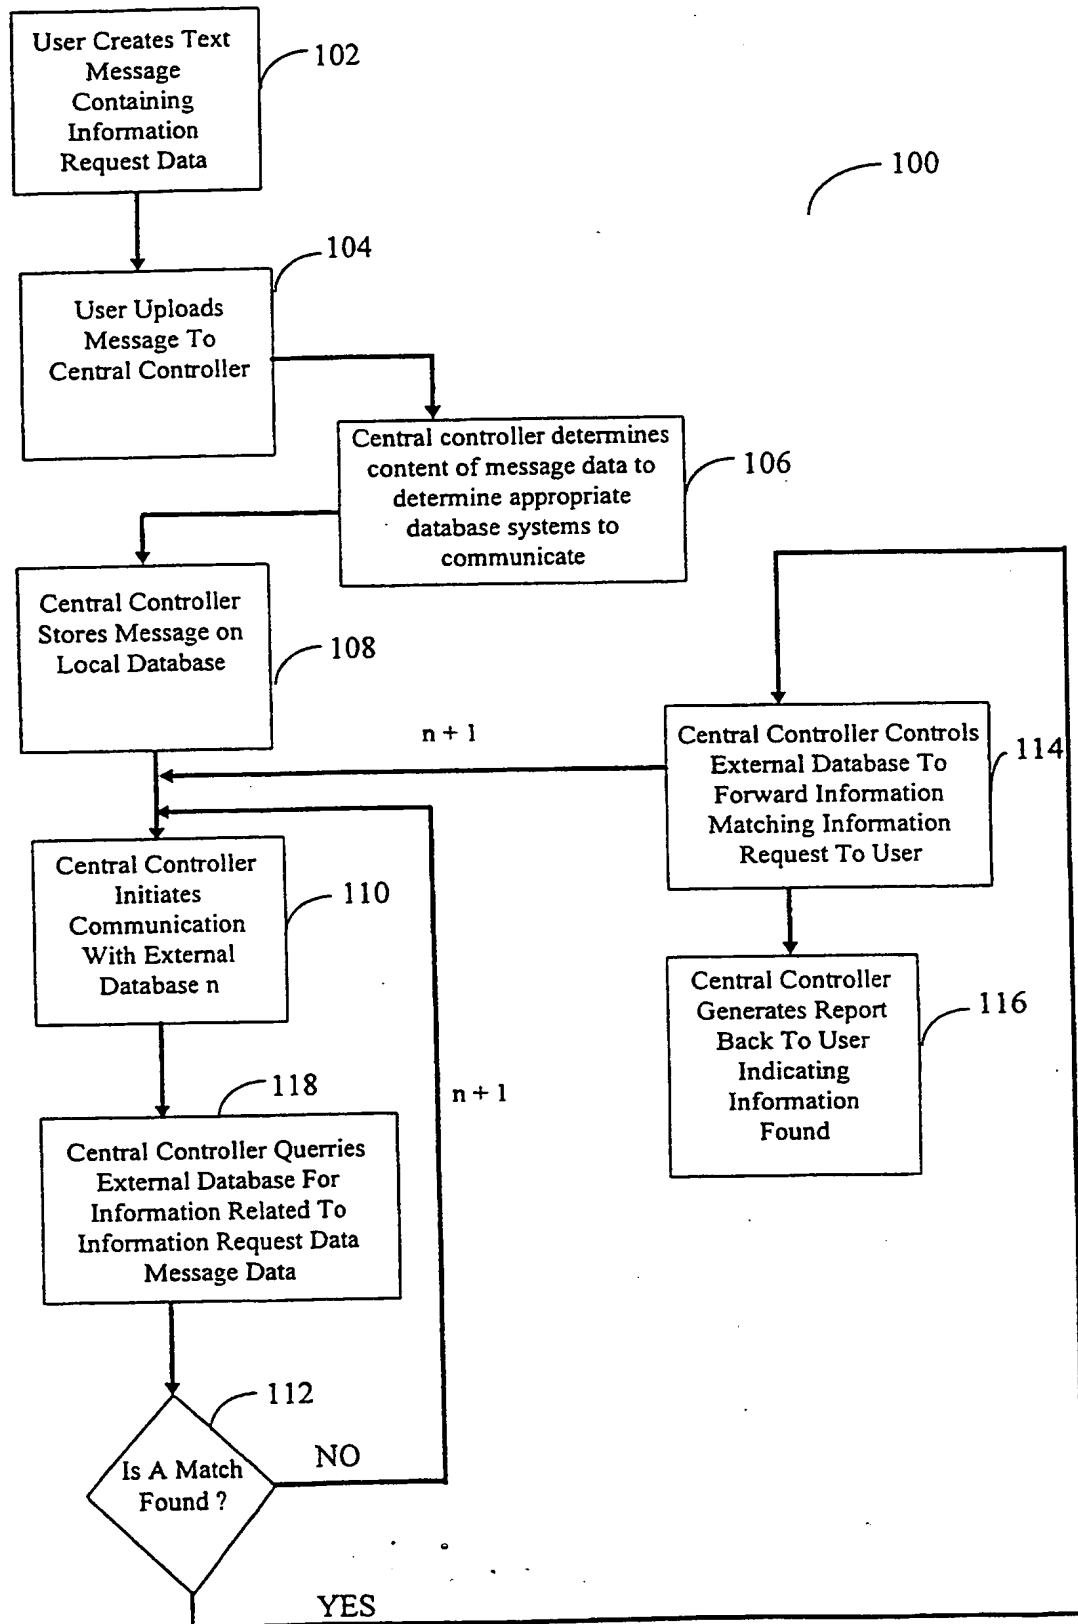 User Creates Text
Message
Containing
Information
Request Data
102
100
104
User Uploads
Message To
Central Controller
Central controller determines
content of message data to
determine appropriate
database systems to
communicate
106
Central Controller
Stores Message on
Local Database
108
n + 1
Central Controller Controls
External Database To
Forward Information
Matching Information
Request To User
114
Central Controller
Initiates
Communication
With External
Database n
110
Central Controller
Generates Report
Back To User
Indicating
Information
Found
116
n + 1
118
Central Controller Querries
External Database For
Information Related To
Information Request Data
Message Data
112
Is A Match
Found ?
NO
YES